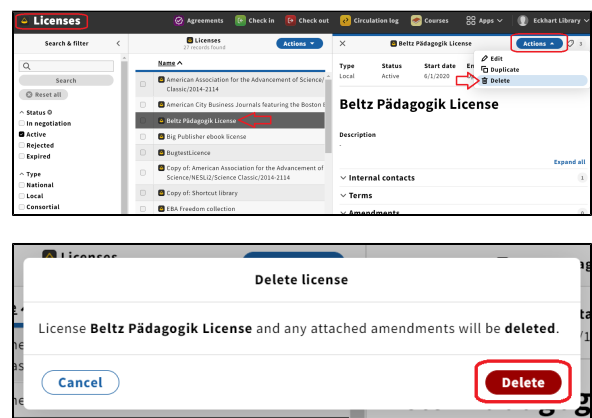 Licenses
Agreements
Check in
Check out
Circulation log
Courses
Apps
Eckhart Library
Search & filter
Search
Reset all
Status
In negotiation
Active
Rejected
Expired
Type
National
Local
Consortial
Licenses
27 records found
Actions
Name
American Association for the Advancement of Science/
Classic/2014-2114
American City Business Journals featuring the Boston
Beltz Pädagogik License
Big Publisher ebook license
BugtestLicence
Copy of: American Association for the Advancement of
Science/NESLi2/Science Classic/2014-2114
Copy of: Shortcut library
EBA Freedom collection
Beltz Pädagogik License
Actions
3
Edit
Duplicate
Delete
Type
Local
Status
Active
Start date
6/1/2020
Beltz Pädagogik License
Description
-
Expand all
Internal contacts
1
Terms
Amendments
0
Licenses
Delete license
License Beltz Pädagogik License and any attached amendments will be deleted.
Cancel
Delete